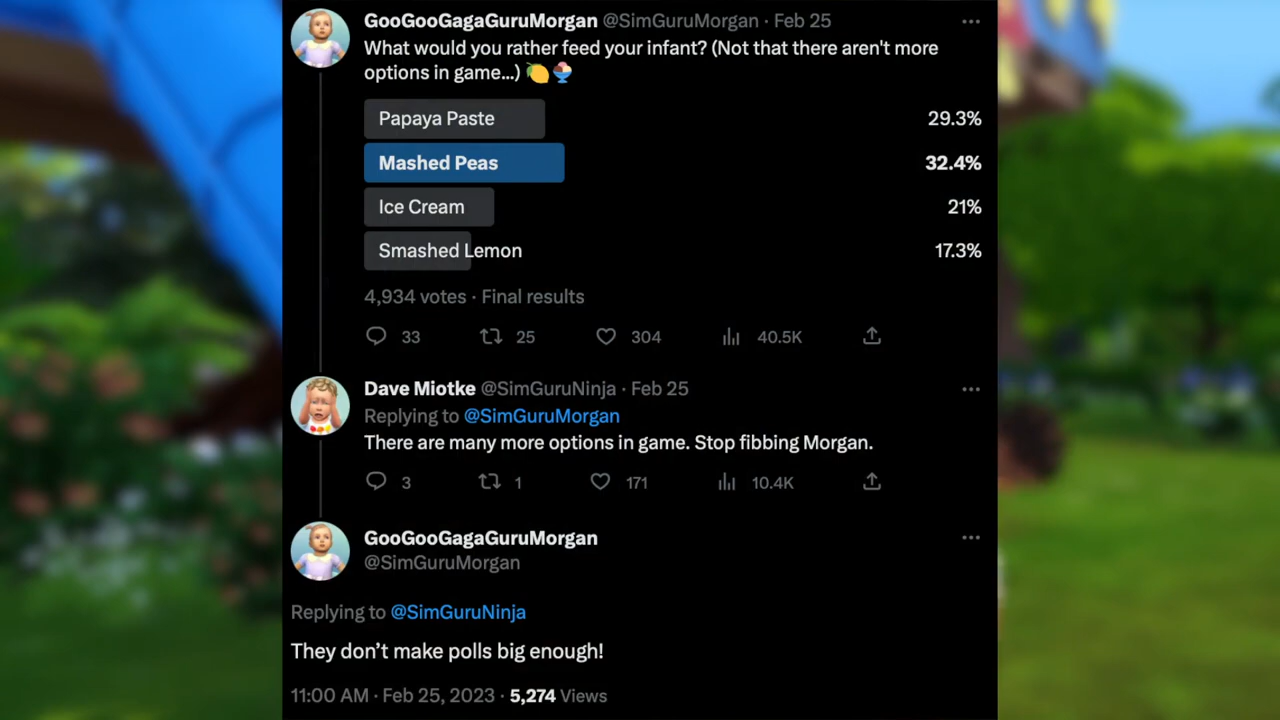 GooGooGagaGuruMorgan @SimGuruMorgan · Feb 25
What would you rather feed your infant? (Not that there aren't more
options in game...) 🍋🍨
Papaya Paste 29.3%
Mashed Peas 32.4%
Ice Cream 21%
Smashed Lemon 17.3%
4,934 votes · Final results
33 25 304 40.5K
Dave Miotke @SimGuruNinja · Feb 25
Replying to @SimGuruMorgan
There are many more options in game. Stop fibbing Morgan.
3 1 171 10.4K
GooGooGagaGuruMorgan
@SimGuruMorgan
Replying to @SimGuruNinja
They don’t make polls big enough!
11:00 AM · Feb 25, 2023 · 5,274 Views